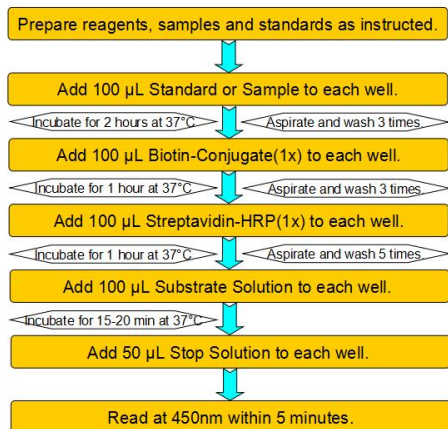 Prepare reagents, samples and standards as instructed.
Add 100 µL Standard or Sample to each well.
Incubate for 2 hours at 37°C
Aspirate and wash 3 times.
Add 100 µL Biotin-Conjugate(1x) to each well.
Incubate for 1 hour at 37°C
Aspirate and wash 3 times.
Add 100 µL Streptavidin-HRP(1x) to each well.
Incubate for 1 hour at 37°C
Aspirate and wash 5 times.
Add 100 µL Substrate Solution to each well.
Incubate for 15-20 min at 37°C
Add 50 µL Stop Solution to each well.
Read at 450nm within 5 minutes.